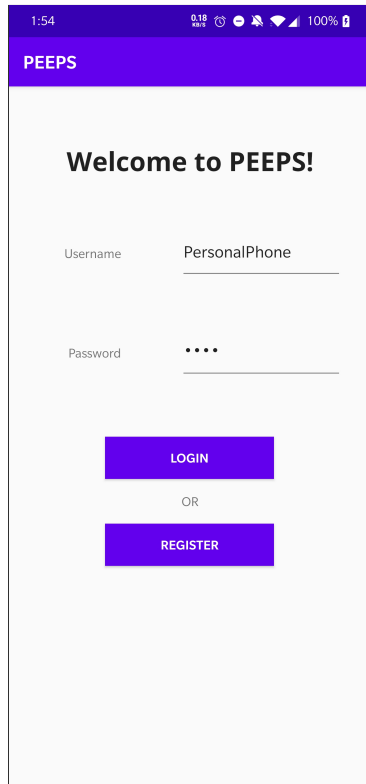 1:54 0.18 KB/S 100%
PEEPS
Welcome to PEEPS!
Username PersonalPhone
Password ••••
LOGIN
OR
REGISTER